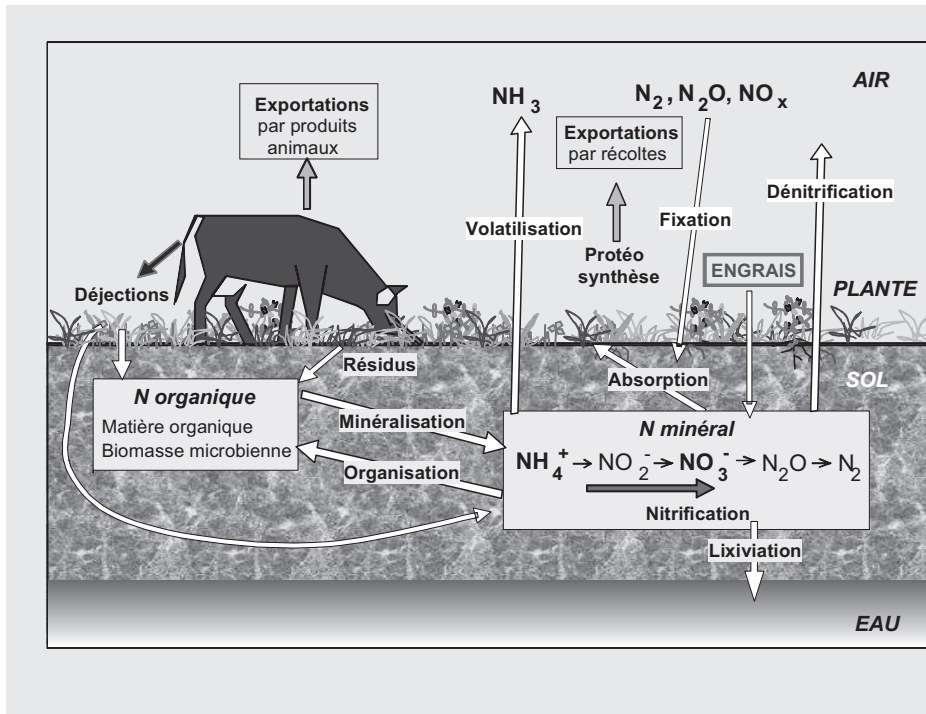 AIR
NH3
N2, N2O, NOx
Exportations
par produits
animaux
Exportations
par récoltes
Dénitrification
Volatilisation
Fixation
Protéo
synthèse
ENGRAIS
Déjections
PLANTE
Résidus
Absorption
SOL
N organique
Matière organique
Biomasse microbienne
Minéralisation
Organisation
N minéral
NH4+ → NO2- → NO3- → N2O → N2
Nitrification
Lixiviation
EAU